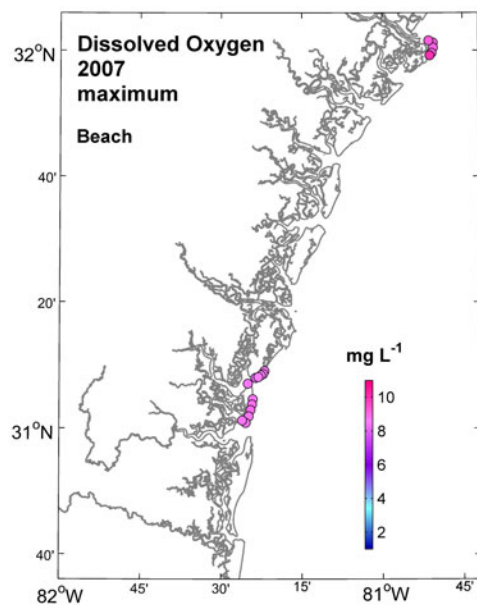 Dissolved Oxygen
2007
maximum
Beach
32°N
40'
20'
31°N
40'
mg L⁻¹
10
8
6
4
2
82°W
45'
30'
15'
81°W
45'